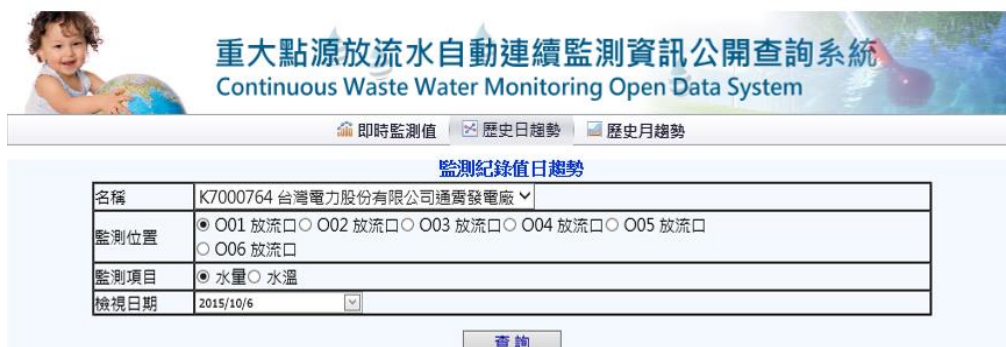 重大點源放流水自動連續監測資訊公開查詢系統
Continuous Waste Water Monitoring Open Data System
即時監測值 歷史日趨勢 歷史月趨勢
監測紀錄值日趨勢
名稱 K7000764 台灣電力股份有限公司通霄發電廠
監測位置 O01 放流口 O02 放流口 O03 放流口 O04 放流口 O05 放流口
O06 放流口
監測項目 水量 水溫
檢視日期 2015/10/6
查詢